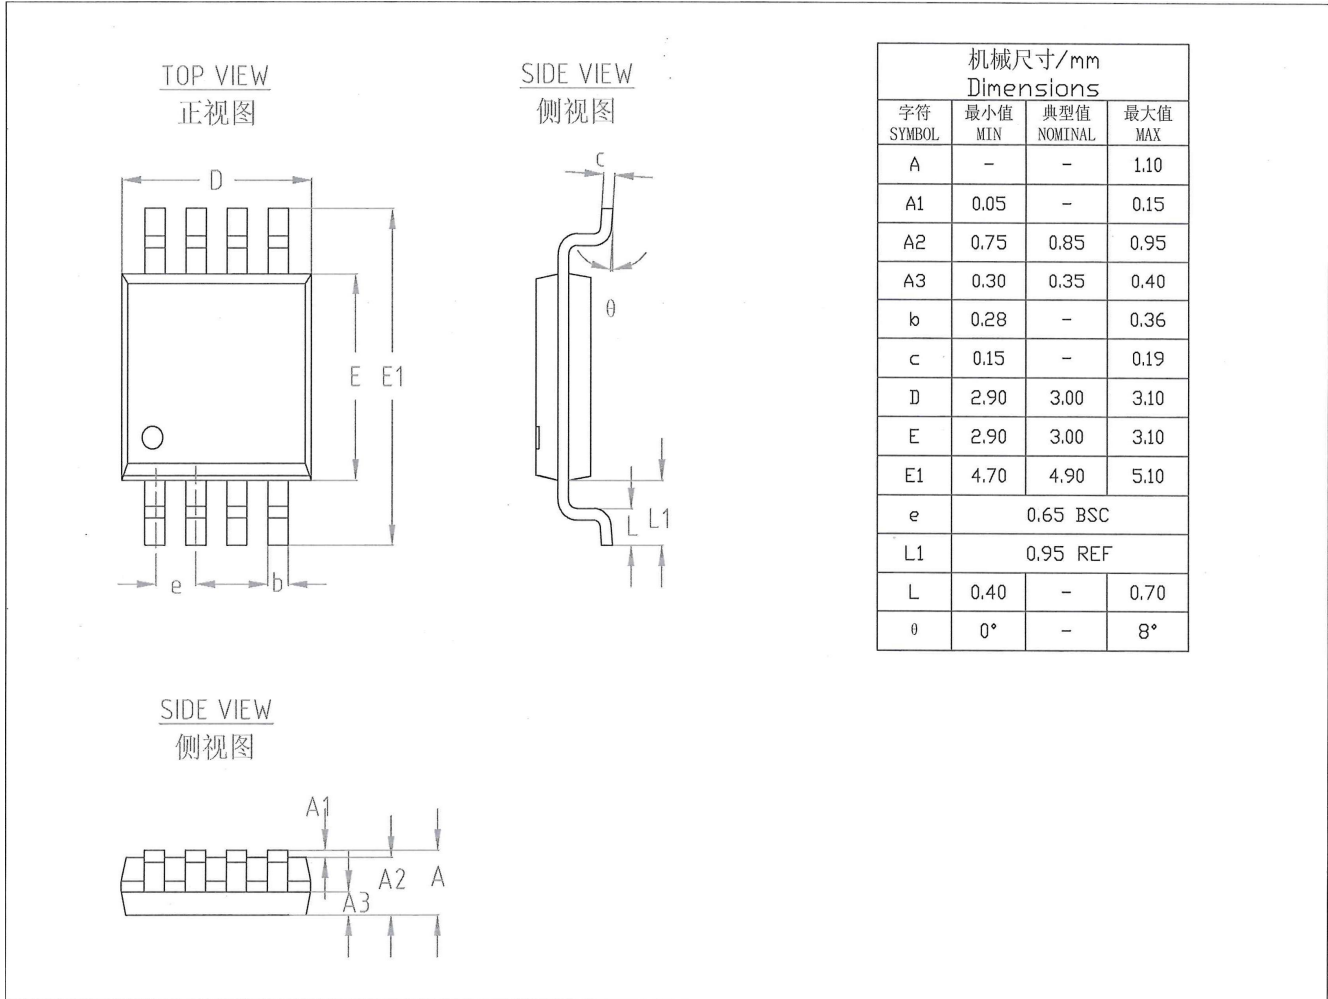 TOP VIEW
正视图
SIDE VIEW
侧视图
D
E
E1
e
b
c
θ
L
L1
SIDE VIEW
侧视图
A1
A2
A
A3
机械尺寸/mm
Dimensions
字符 最小值 典型值 最大值
SYMBOL MIN NOMINAL MAX
A - - 1.10
A1 0.05 - 0.15
A2 0.75 0.85 0.95
A3 0.30 0.35 0.40
b 0.28 - 0.36
c 0.15 - 0.19
D 2.90 3.00 3.10
E 2.90 3.00 3.10
E1 4.70 4.90 5.10
e 0.65 BSC
L1 0.95 REF
L 0.40 - 0.70
θ 0° - 8°